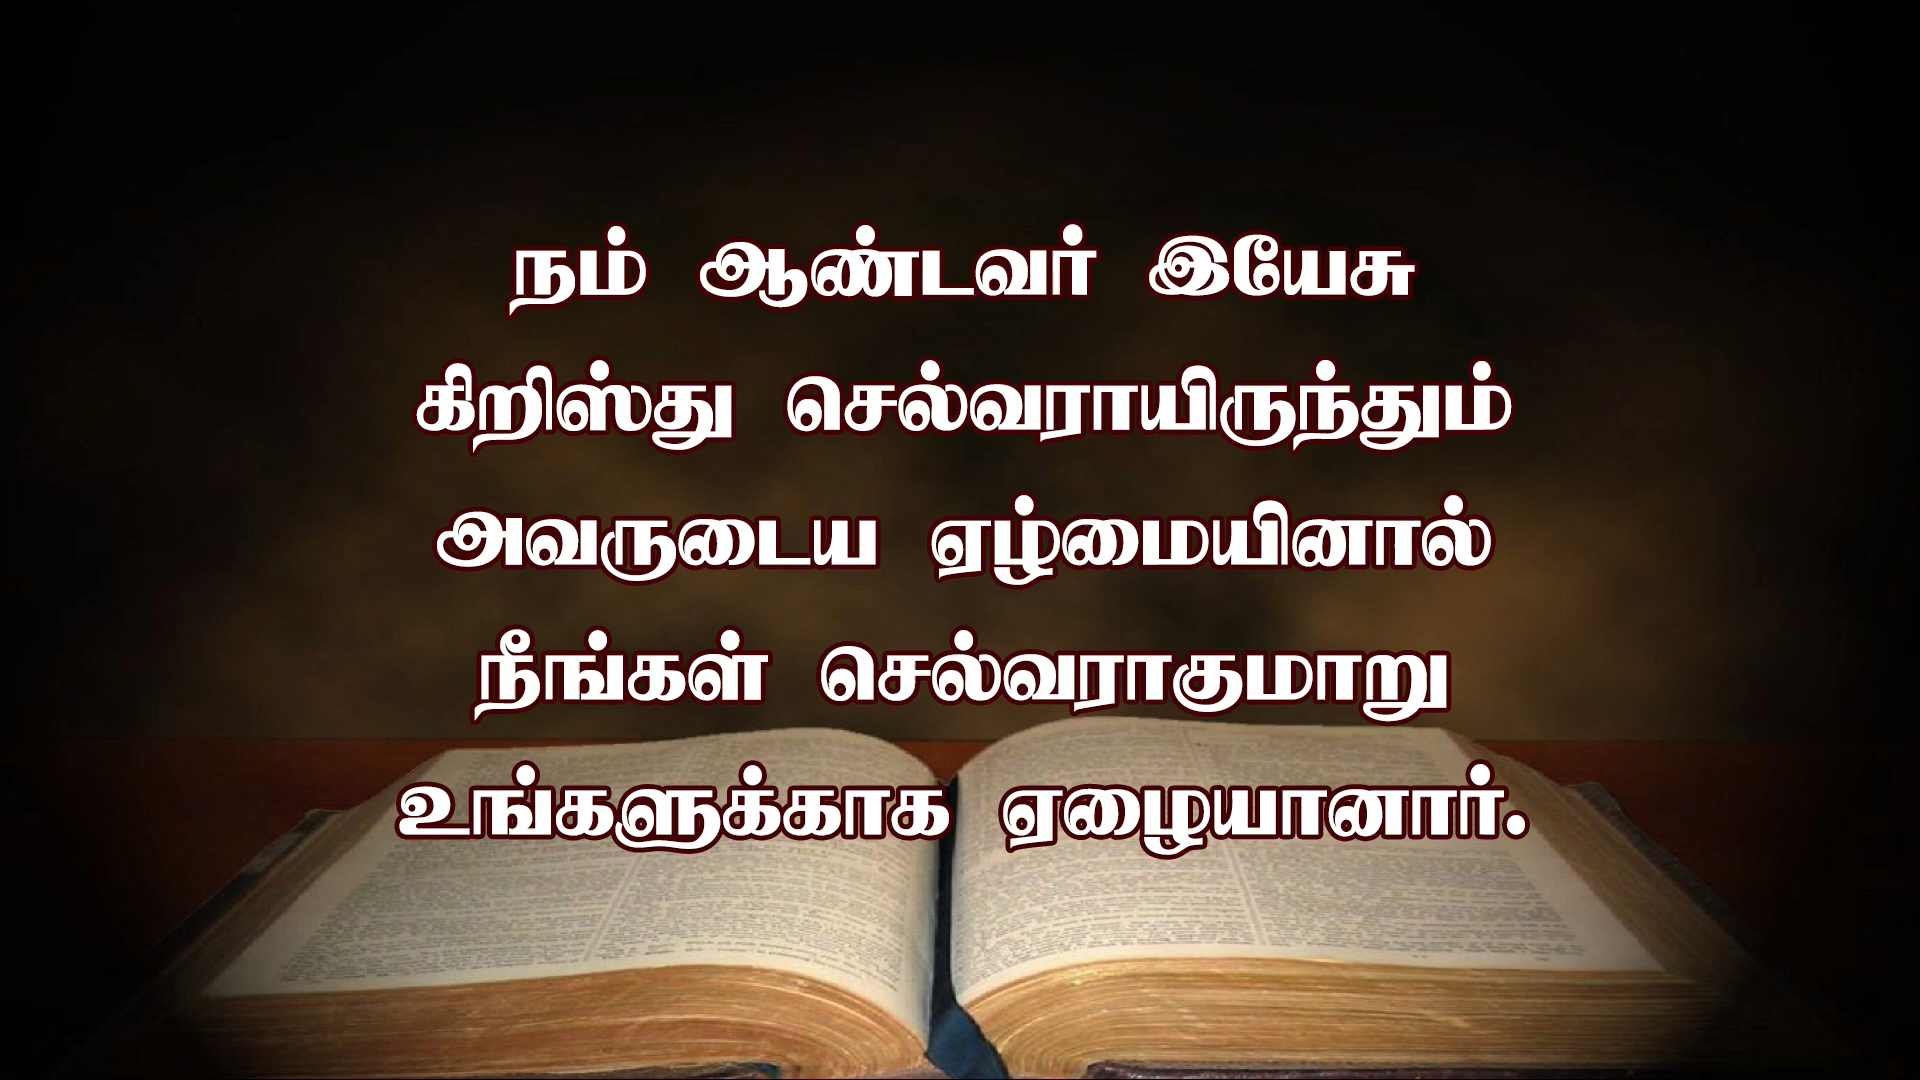 நம் ஆண்டவர் இயேசு
கிறிஸ்து செல்வராயிருந்தும்
அவருடைய ஏழ்மையினால்
நீங்கள் செல்வராகுமாறு
உங்களுக்காக ஏழையானார்.